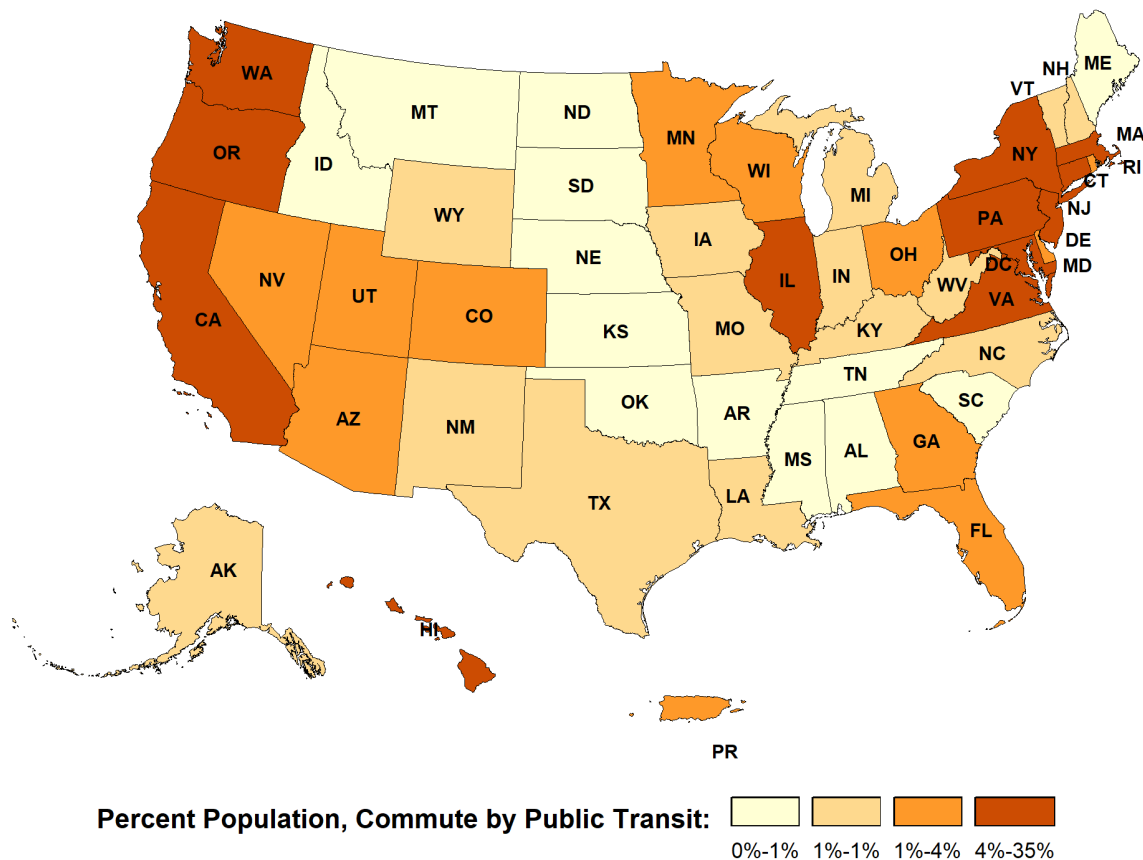 WA
MT
ND
MN
VT
NH
ME
OR
ID
SD
WI
MI
NY
MA
RI
CT
WY
NE
IA
PA
NJ
NV
UT
CO
KS
IL
IN
OH
WV
DC
DE
MD
CA
MO
KY
VA
AZ
NM
OK
AR
TN
NC
SC
TX
LA
MS
AL
GA
FL
AK
HI
PR
Percent Population, Commute by Public Transit:
0%-1% 1%-1% 1%-4% 4%-35%